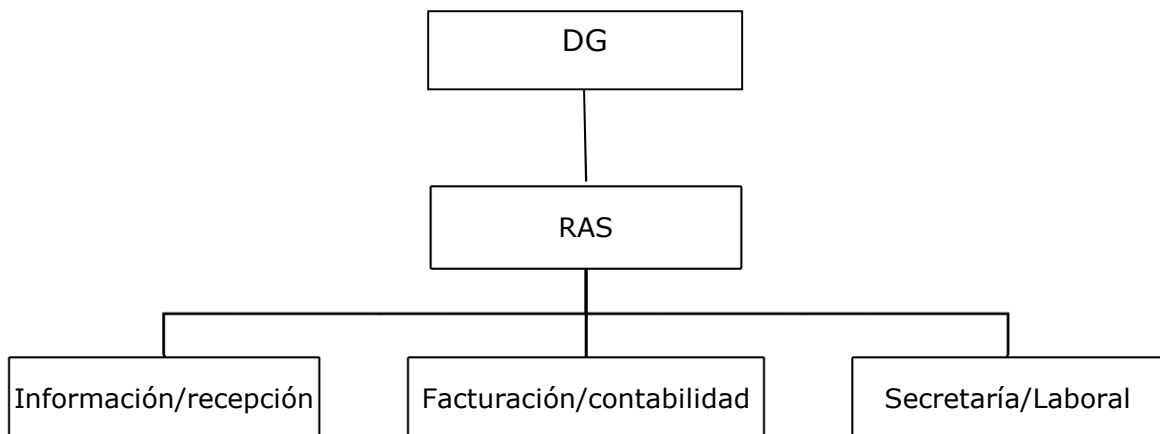 DG
RAS
Información/recepción
Facturación/contabilidad
Secretaría/Laboral